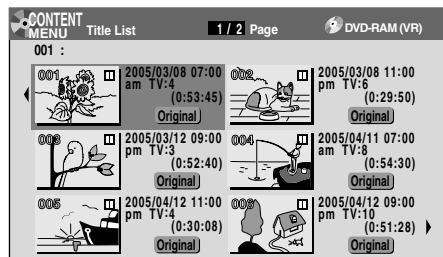 CONTENT MENU Title List 1 / 2 Page DVD-RAM (VR)
001 :
001 2005/03/08 07:00
am TV:4
(0:53:45)
Original
002 2005/03/08 11:00
pm TV:6
(0:29:50)
Original
003 2005/03/12 09:00
pm TV:3
(0:52:40)
Original
004 2005/04/11 07:00
am TV:8
(0:54:30)
Original
005 2005/04/12 11:00
pm TV:4
(0:30:08)
Original
006 2005/04/12 09:00
pm TV:10
(0:51:28)
Original